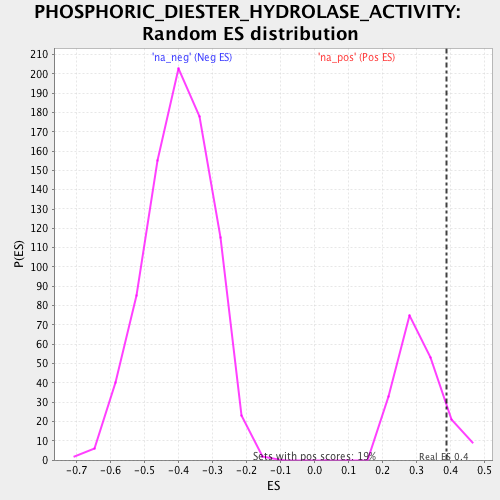 PHOSPHORIC_DIESTER_HYDROLASE_ACTIVITY:
Random ES distribution
'na_neg' (Neg ES)
'na_pos' (Pos ES)
210
200
190
180
170
160
150
140
130
120
110
100
90
80
70
60
50
40
30
20
10
0
P(ES)
Sets with pos scores: 19%
Real ES 0.4
-0.7 -0.6 -0.5 -0.4 -0.3 -0.2 -0.1 0.0 0.1 0.2 0.3 0.4 0.5
ES